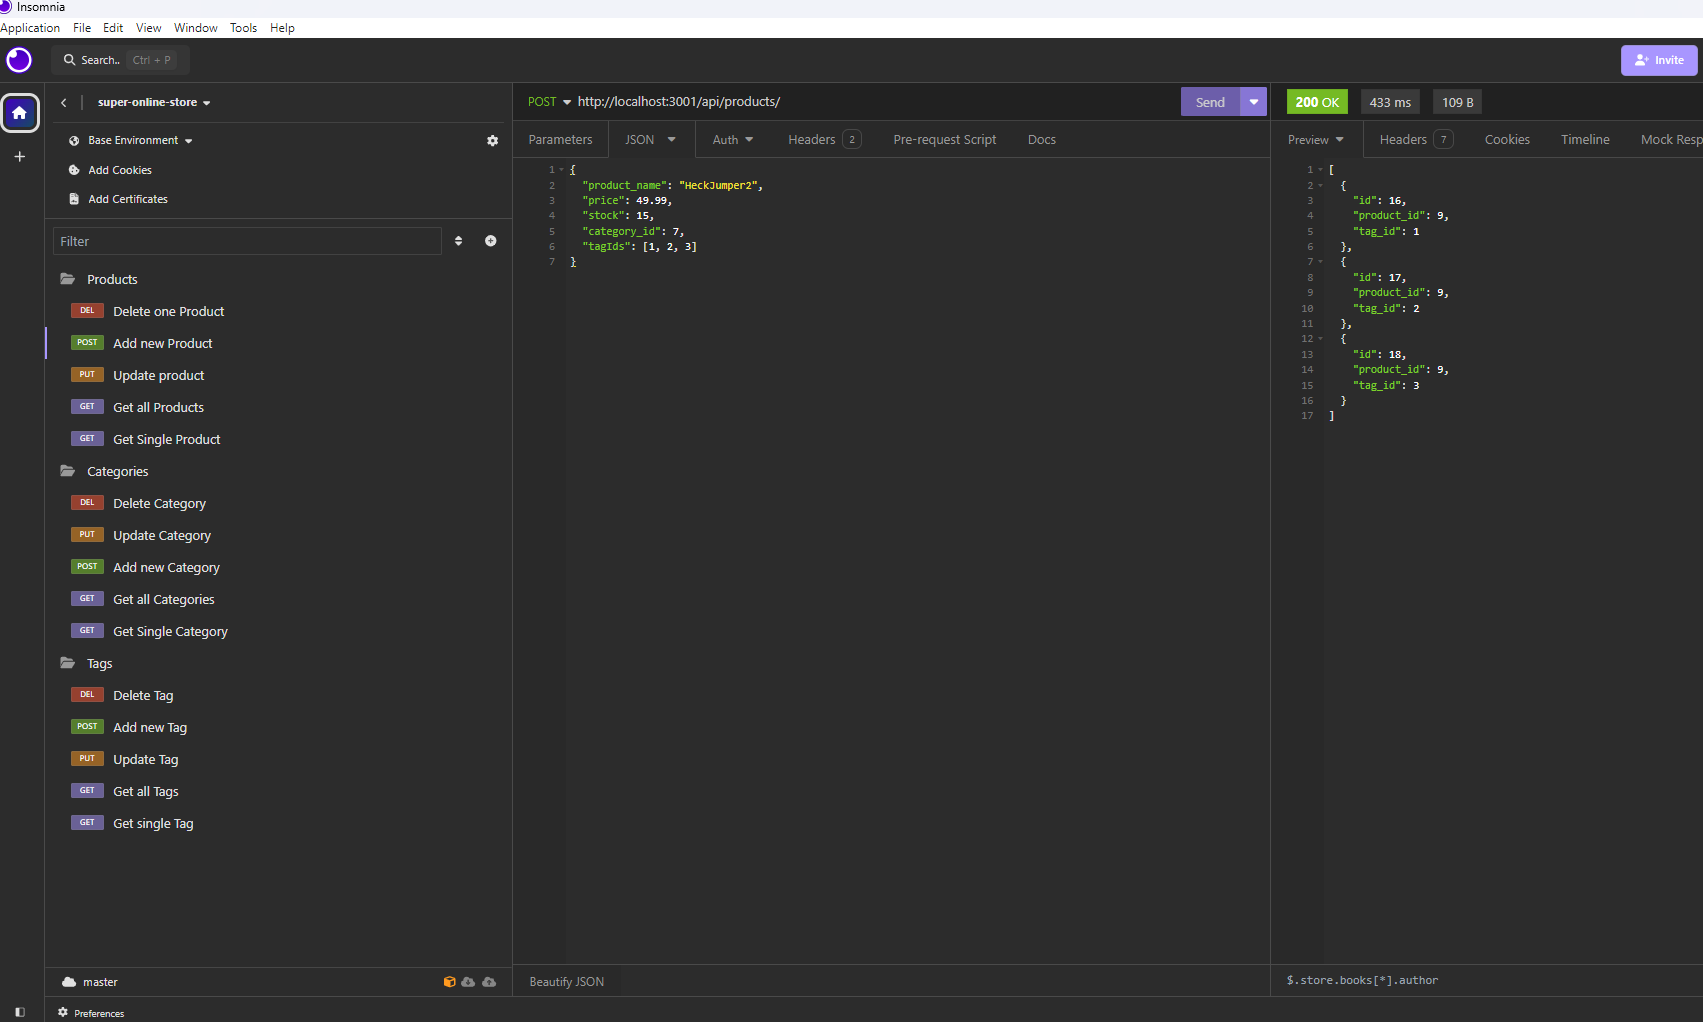 Insomnia
Application File Edit View Window Tools Help
Search.. Ctrl + P
Invite
super-online-store
Base Environment
Add Cookies
Add Certificates
Filter
Products
DEL Delete one Product
POST Add new Product
PUT Update product
GET Get all Products
GET Get Single Product
Categories
DEL Delete Category
PUT Update Category
POST Add new Category
GET Get all Categories
GET Get Single Category
Tags
DEL Delete Tag
POST Add new Tag
PUT Update Tag
GET Get all Tags
GET Get single Tag
master
Preferences
POST http://localhost:3001/api/products/ Send
Parameters JSON Auth Headers 2 Pre-request Script Docs
1 {
2 "product_name": "HeckJumper2",
3 "price": 49.99,
4 "stock": 15,
5 "category_id": 7,
6 "tagIds": [1, 2, 3]
7 }
Beautify JSON
200 OK 433 ms 109 B
Preview Headers 7 Cookies Timeline Mock Resp
1 [
2 {
3 "id": 16,
4 "product_id": 9,
5 "tag_id": 1
6 },
7 {
8 "id": 17,
9 "product_id": 9,
10 "tag_id": 2
11 },
12 {
13 "id": 18,
14 "product_id": 9,
15 "tag_id": 3
16 }
17 ]
$.store.books[*].author